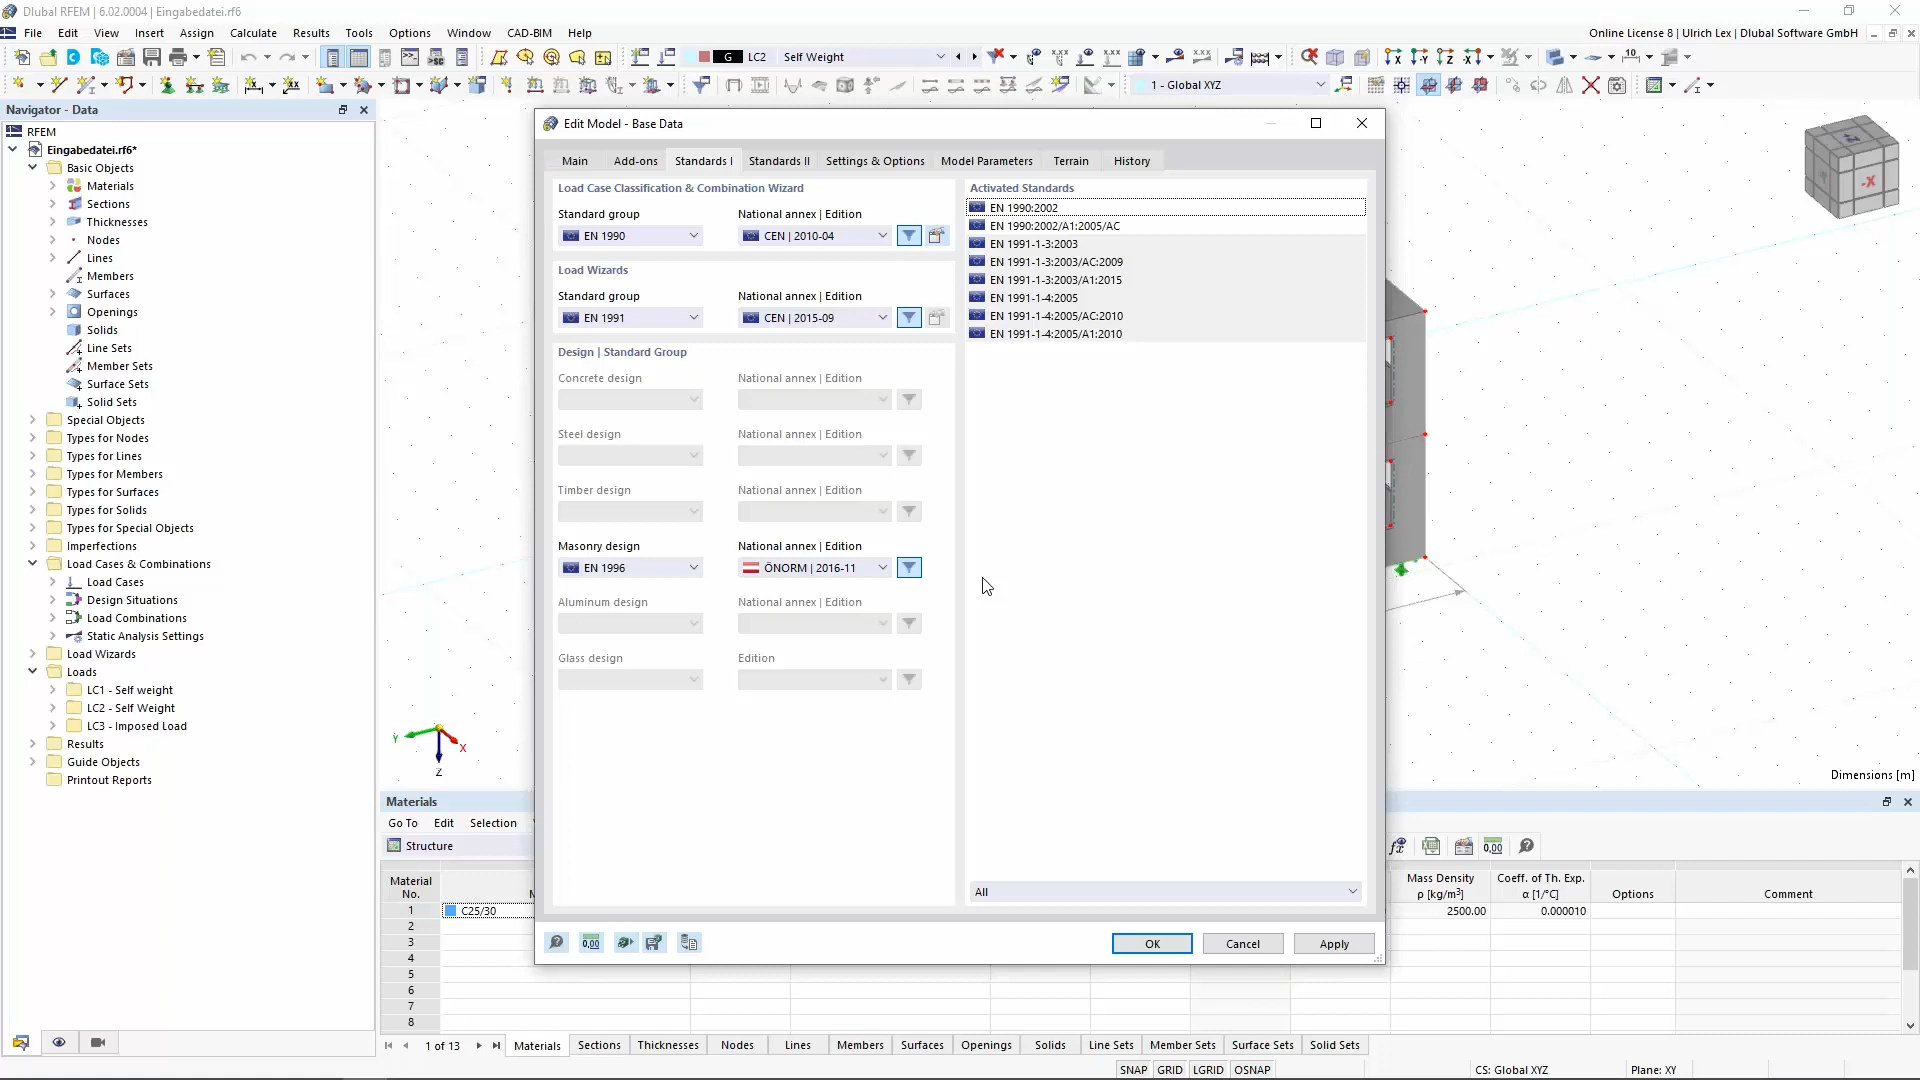 Dlubal RFEM | 6.02.0004 | Eingabedatei.rf6*
File Edit View Insert Assign Calculate Results Tools Options Window CAD-BIM Help
Online License 8 | Ulrich Lex | Dlubal Software GmbH
G LC2 Self Weight
1 - Global XYZ
Navigator - Data
RFEM
Eingabedatei.rf6*
Basic Objects
Materials
Sections
Thicknesses
Nodes
Lines
Members
Surfaces
Openings
Solids
Line Sets
Member Sets
Surface Sets
Solid Sets
Special Objects
Types for Nodes
Types for Lines
Types for Members
Types for Surfaces
Types for Solids
Types for Special Objects
Imperfections
Load Cases & Combinations
Load Cases
Design Situations
Load Combinations
Static Analysis Settings
Load Wizards
Loads
LC1 - Self weight
LC2 - Self Weight
LC3 - Imposed Load
Results
Guide Objects
Printout Reports
Edit Model - Base Data
Main Add-ons Standards I Standards II Settings & Options Model Parameters Terrain History
Load Case Classification & Combination Wizard
Standard group National annex | Edition
EN 1990 CEN | 2010-04
Load Wizards
Standard group National annex | Edition
EN 1991 CEN | 2015-09
Design | Standard Group
Concrete design National annex | Edition
Steel design National annex | Edition
Timber design National annex | Edition
Masonry design National annex | Edition
EN 1996 ÖNORM | 2016-11
Aluminum design National annex | Edition
Glass design Edition
Activated Standards
EN 1990:2002
EN 1990:2002/A1:2005/AC
EN 1991-1-3:2003
EN 1991-1-3:2003/AC:2009
EN 1991-1-3:2003/A1:2015
EN 1991-1-4:2005
EN 1991-1-4:2005/AC:2010
EN 1991-1-4:2005/A1:2010
All
OK Cancel Apply
-X
Y X
Z
Dimensions [m]
Materials
Go To Edit Selection
Structure
Material
No.
Mass Density
ρ [kg/m³]
Coeff. of Th. Exp.
α [1/°C]
Options
Comment
1 C25/30 2500.00 0.000010
2
3
4
5
6
7
8
1 of 13 Materials Sections Thicknesses Nodes Lines Members Surfaces Openings Solids Line Sets Member Sets Surface Sets Solid Sets
SNAP GRID LGRID OSNAP CS: Global XYZ Plane: XY